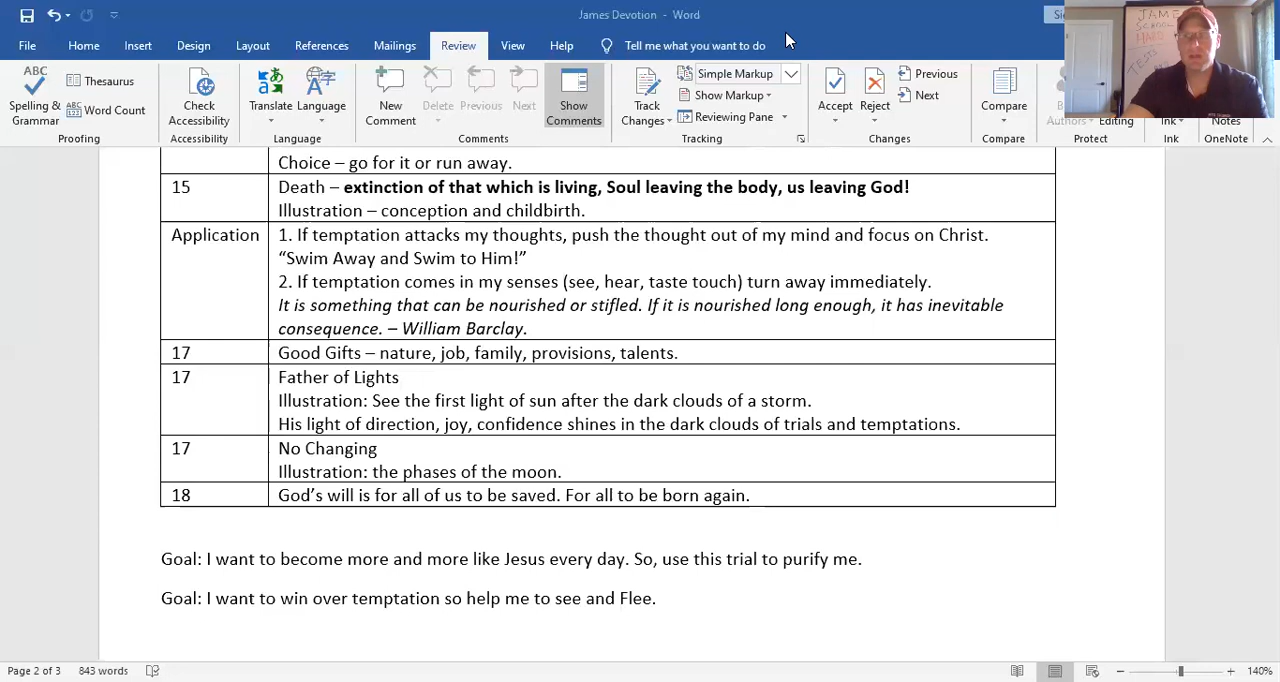 James Devotion - Word
File Home Insert Design Layout References Mailings Review View Help Tell me what you want to do
ABC
Spelling & Grammar
Thesaurus
ABC 123 Word Count
Proofing
Check Accessibility
Accessibility
Translate
Language
Language
New Comment
Delete
Previous
Next
Show Comments
Comments
Track Changes
Simple Markup
Show Markup
Reviewing Pane
Tracking
Accept
Reject
Previous
Next
Changes
Compare
Compare
Editing
Protect
Ink
Ink
Notes
OneNote
JAME
SCHOOL
TESTS
Choice – go for it or run away.
15 Death – extinction of that which is living, Soul leaving the body, us leaving God!
Illustration – conception and childbirth.
Application 1. If temptation attacks my thoughts, push the thought out of my mind and focus on Christ.
“Swim Away and Swim to Him!”
2. If temptation comes in my senses (see, hear, taste touch) turn away immediately.
It is something that can be nourished or stifled. If it is nourished long enough, it has inevitable
consequence. – William Barclay.
17 Good Gifts – nature, job, family, provisions, talents.
17 Father of Lights
Illustration: See the first light of sun after the dark clouds of a storm.
His light of direction, joy, confidence shines in the dark clouds of trials and temptations.
17 No Changing
Illustration: the phases of the moon.
18 God’s will is for all of us to be saved. For all to be born again.
Goal: I want to become more and more like Jesus every day. So, use this trial to purify me.
Goal: I want to win over temptation so help me to see and Flee.
Page 2 of 3 843 words 140%